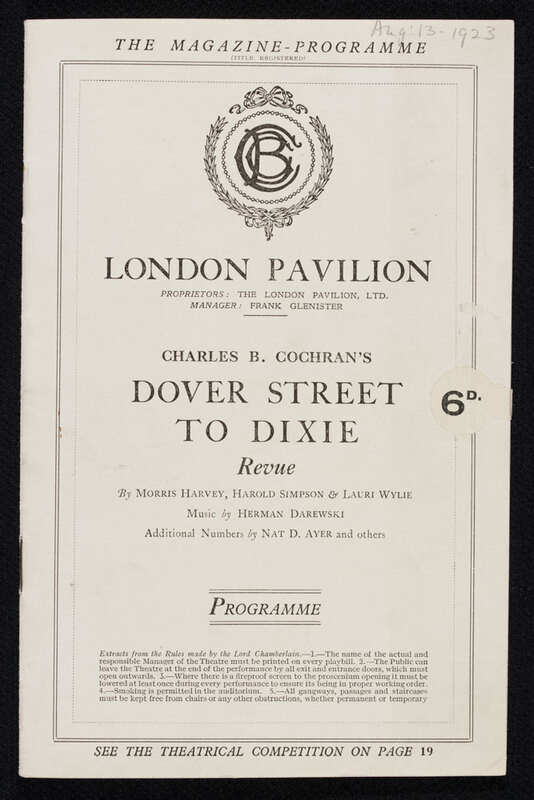 Aug: 13 - 1923
THE MAGAZINE-PROGRAMME
(TITLE REGISTERED)
CBC
LONDON PAVILION
PROPRIETORS: THE LONDON PAVILION, LTD.
MANAGER: FRANK GLENISTER
CHARLES B. COCHRAN'S
DOVER STREET
TO DIXIE
6D.
Revue
By MORRIS HARVEY, HAROLD SIMPSON & LAURI WYLIE
Music by HERMAN DAREWSKI
Additional Numbers by NAT D. AYER and others
PROGRAMME
Extracts from the Rules made by the Lord Chamberlain.—1.—The name of the actual and
responsible Manager of the Theatre must be printed on every playbill. 2.—The Public can
leave the Theatre at the end of the performance by all exit and entrance doors, which must
open outwards. 3.—Where there is a fireproof screen to the proscenium opening it must be
lowered at least once during every performance to ensure its being in proper working order.
4.—Smoking is permitted in the auditorium. 5.—All gangways, passages and staircases
must be kept free from chairs or any other obstructions, whether permanent or temporary
SEE THE THEATRICAL COMPETITION ON PAGE 19